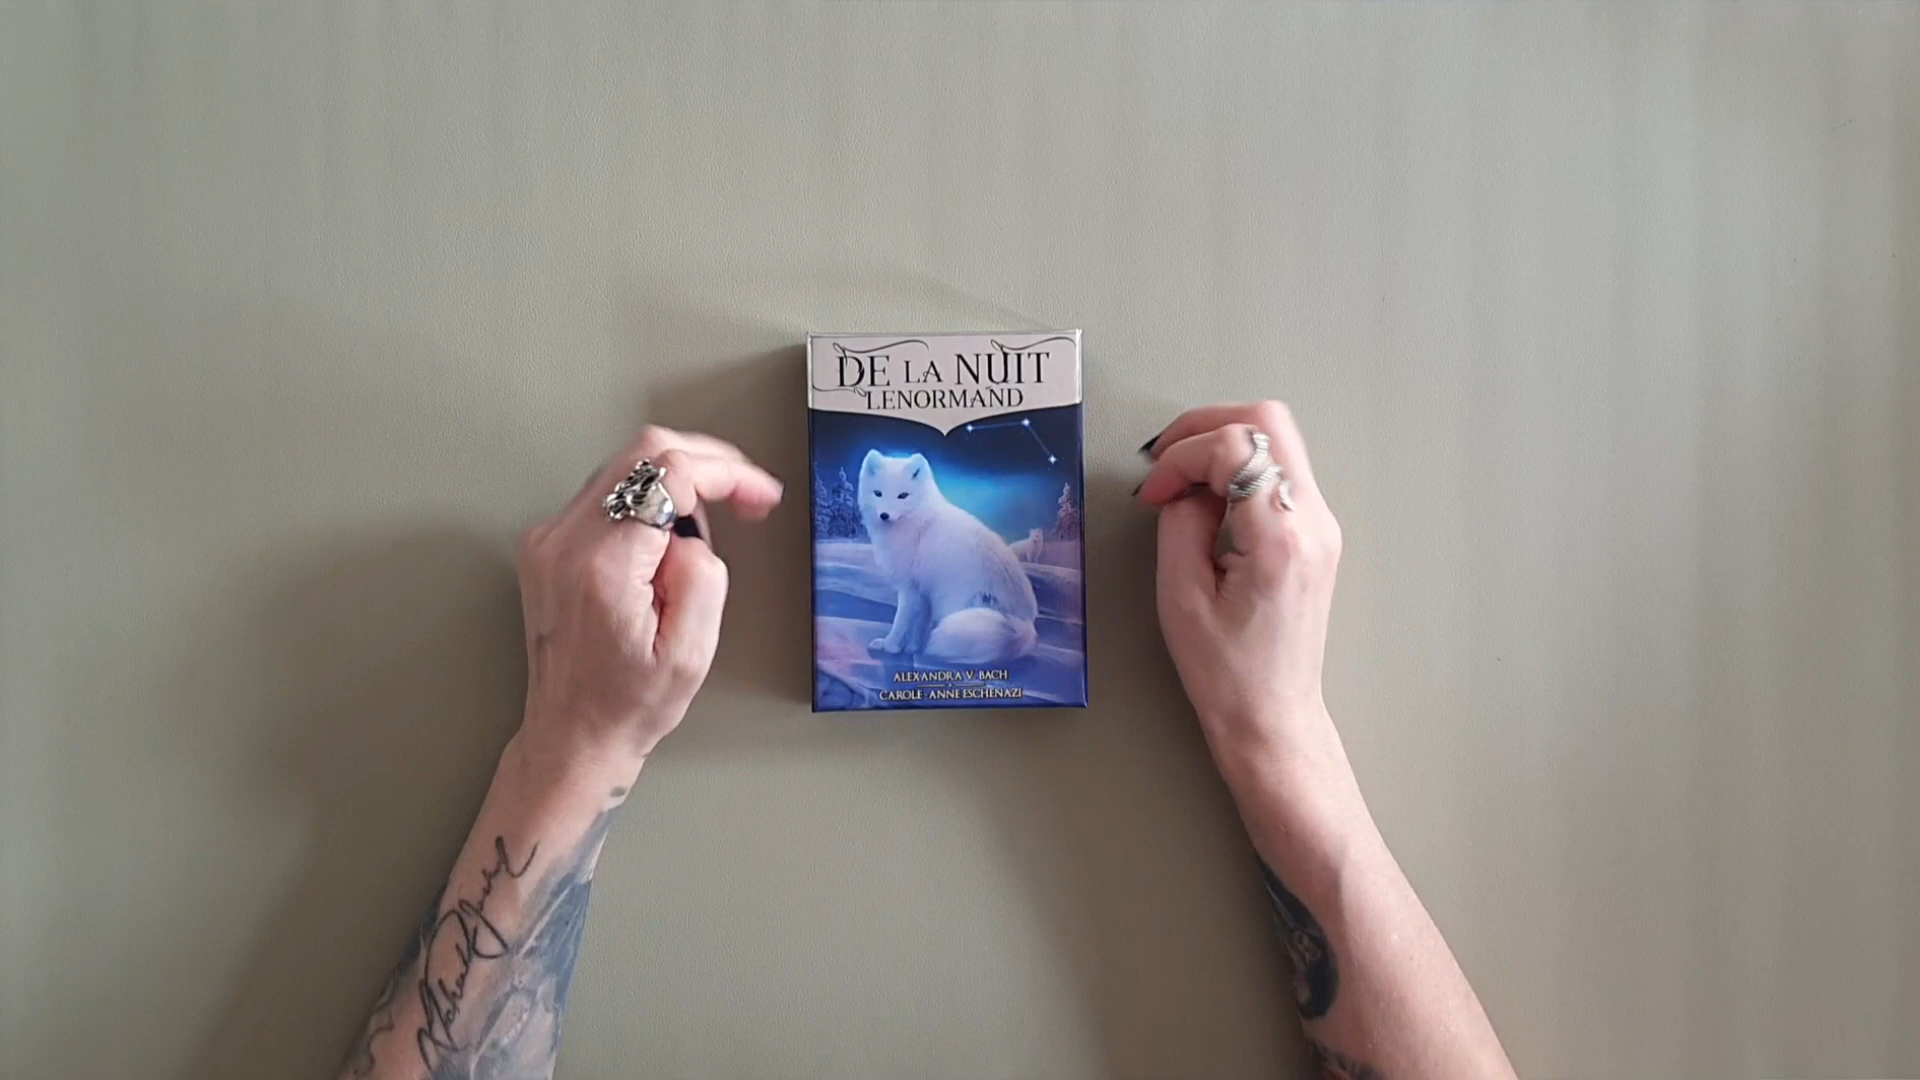 DE LA NUIT
LENORMAND
ALEXANDRA V. BACH
CAROLE-ANNE ESCHENAZI